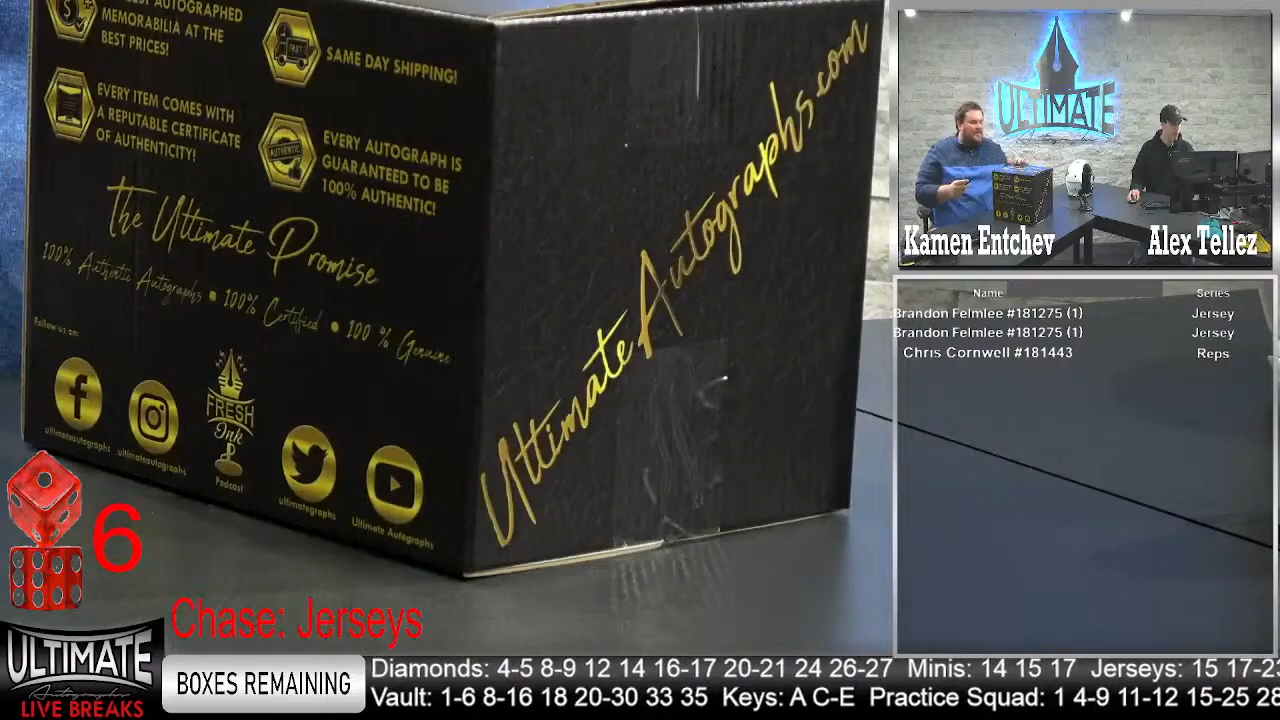 MEMORABILIA AT THE
BEST PRICES!
SAME DAY SHIPPING!
EVERY ITEM COMES WITH
A REPUTABLE CERTIFICATE
OF AUTHENTICITY!
AUTHENTIC
EVERY AUTOGRAPH IS
GUARANTEED TO BE
100% AUTHENTIC!
The Ultimate Promise
100% Authentic Autographs • 100% Certified • 100 % Genuine
Follow us on:
ultimateautographs
ultimateautographs
FRESH
Ink
Podcast
ultimategraphs
Ultimate Autographs
UltimateAutographs.com
ULTIMATE
Kamen Entchev
Alex Tellez
Name Series
Brandon Felmlee #181275 (1) Jersey
Brandon Felmlee #181275 (1) Jersey
Chris Cornwell #181443 Reps
6
Chase: Jerseys
ULTIMATE
Autographs
LIVE BREAKS
BOXES REMAINING
Diamonds: 4-5 8-9 12 14 16-17 20-21 24 26-27 Minis: 14 15 17 Jerseys: 15 17-23
Vault: 1-6 8-16 18 20-30 33 35 Keys: A C-E Practice Squad: 1 4-9 11-12 15-25 28